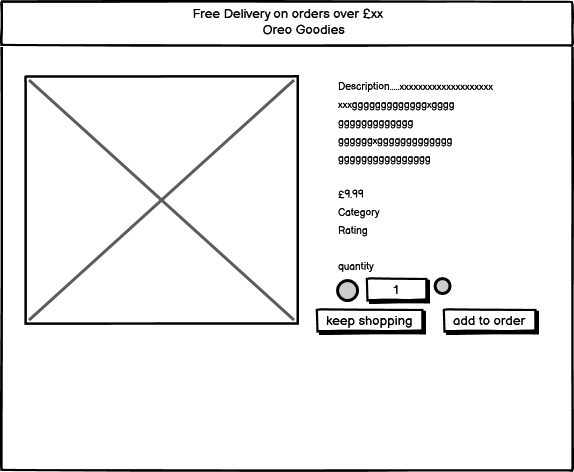 Free Delivery on orders over £xx
Oreo Goodies
Description.....xxxxxxxxxxxxxxxxxxxx
xxxgggggggggggggxgggg
ggggggggggggg
ggggggxggggggggggggg
gggggggggggggggg
£9.99
Category
Rating
quantity
1
keep shopping
add to order